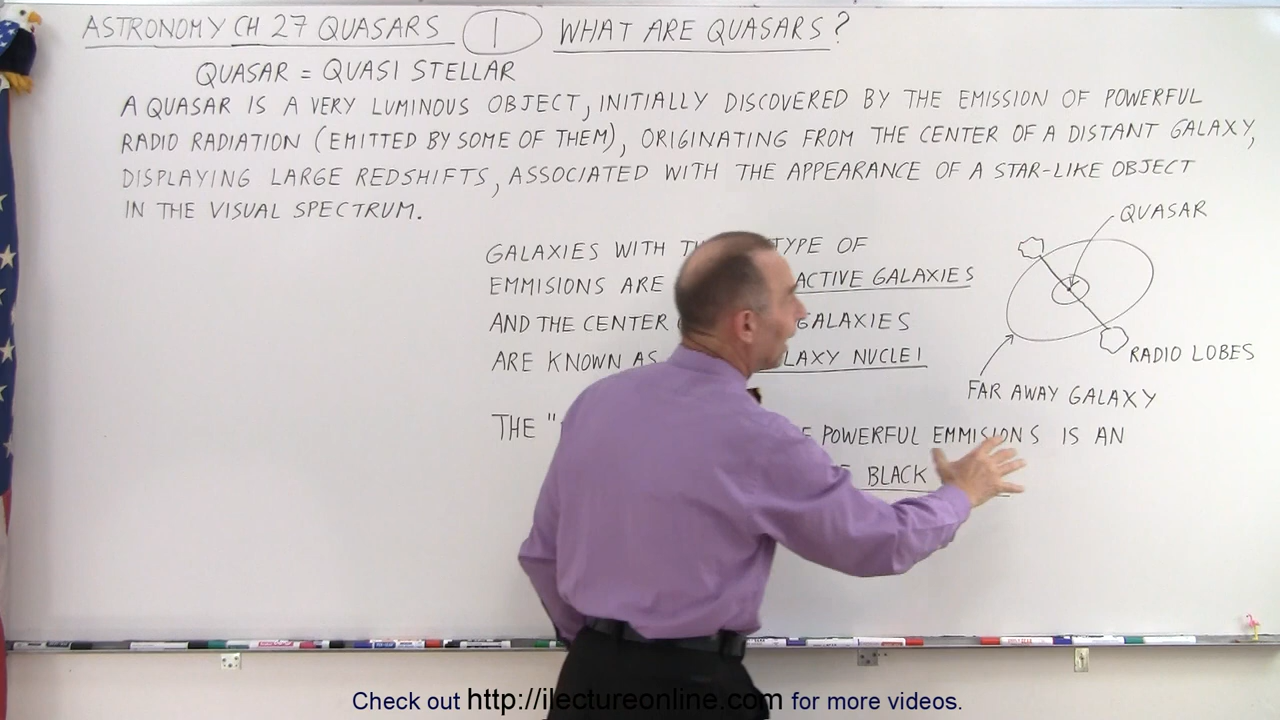 ASTRONOMY CH 27 QUASARS 1 WHAT ARE QUASARS?
QUASAR = QUASI STELLAR
A QUASAR IS A VERY LUMINOUS OBJECT, INITIALLY DISCOVERED BY THE EMISSION OF POWERFUL
RADIO RADIATION (EMITTED BY SOME OF THEM), ORIGINATING FROM THE CENTER OF A DISTANT GALAXY,
DISPLAYING LARGE REDSHIFTS, ASSOCIATED WITH THE APPEARANCE OF A STAR-LIKE OBJECT
IN THE VISUAL SPECTRUM.
GALAXIES WITH TYPE OF
EMMISIONS ARE ACTIVE GALAXIES
AND THE CENTER GALAXIES
ARE KNOWN AS NUCLEI
THE " POWERFUL EMMISIONS IS AN
BLACK
QUASAR
RADIO LOBES
FAR AWAY GALAXY
Check out http://ilectureonline.com for more videos.